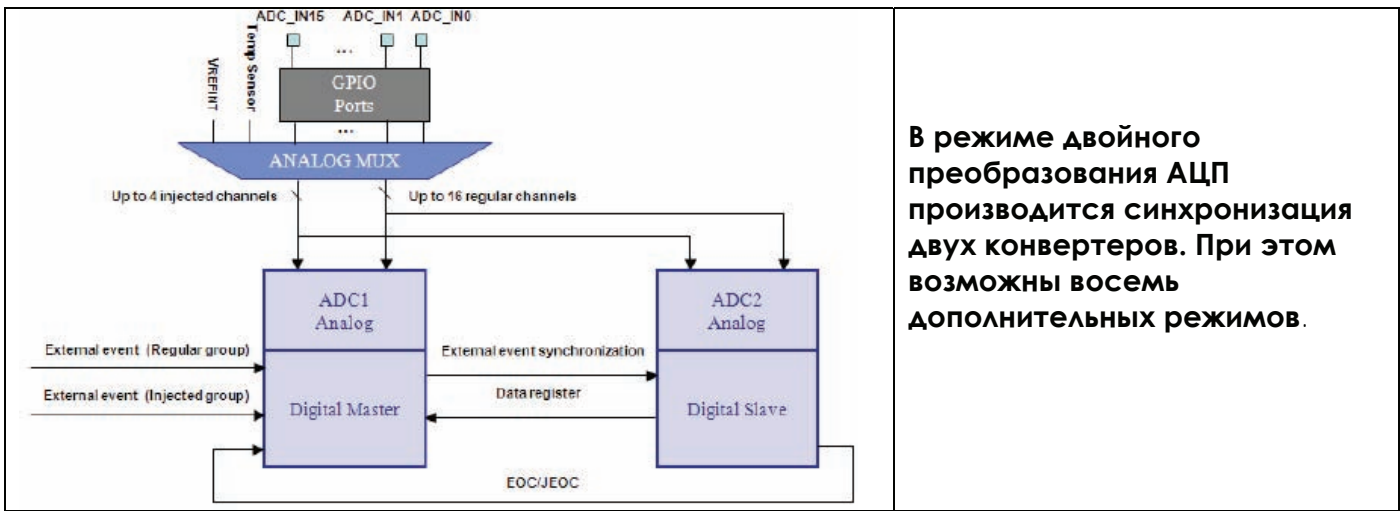 ADC_IN15 ADC_IN1 ADC_IN0
...
VREFINT
Temp Sensor
GPIO
Ports
...
ANALOG MUX
Up to 4 injected channels
Up to 16 regular channels
ADC1
Analog
ADC2
Analog
External event (Regular group)
External event synchronization
External event (Injected group)
Data register
Digital Master
Digital Slave
EOC/JEOC
В режиме двойного
преобразования АЦП
производится синхронизация
двух конвертеров. При этом
возможны восемь
дополнительных режимов.